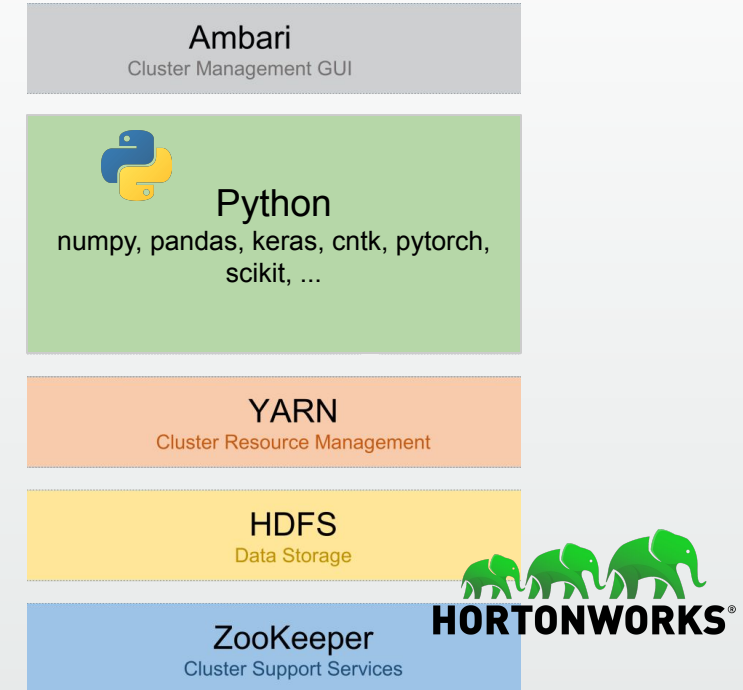 Ambari
Cluster Management GUI
Python
numpy, pandas, keras, cntk, pytorch,
scikit, ...
YARN
Cluster Resource Management
HDFS
Data Storage
HORTONWORKS®
ZooKeeper
Cluster Support Services